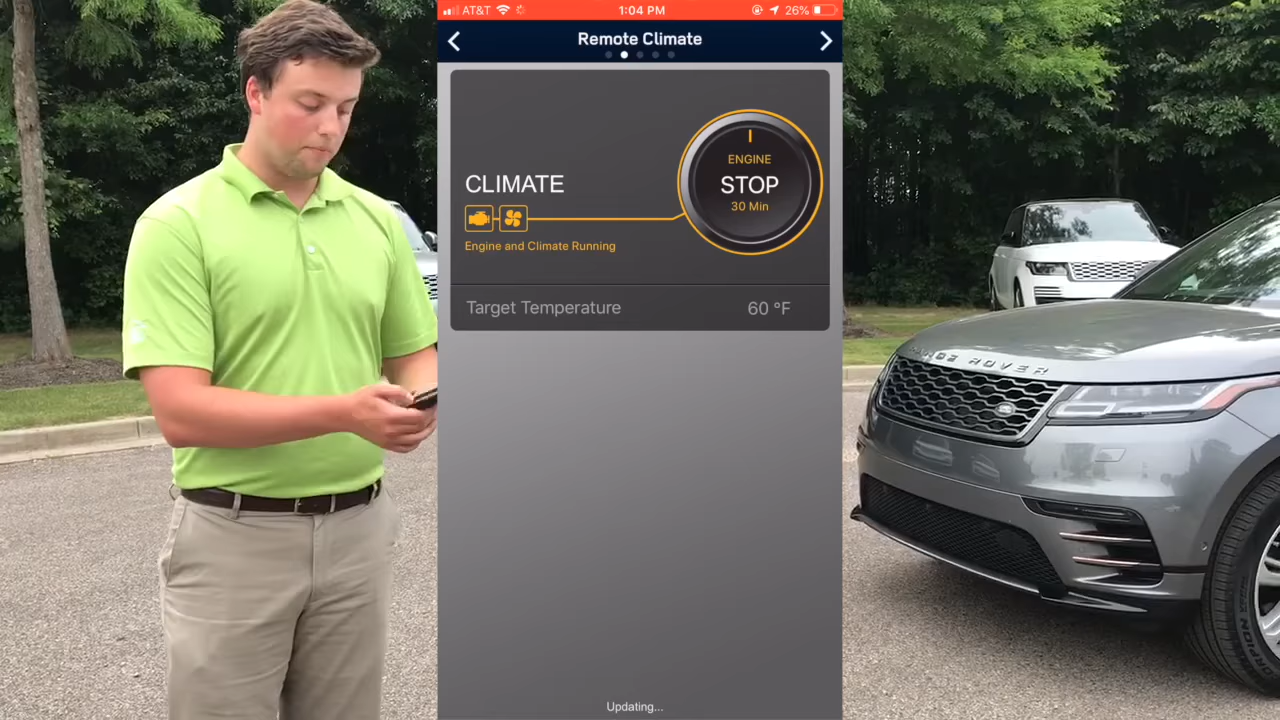 AT&T 1:04 PM 26%
Remote Climate
ENGINE
STOP
30 Min
CLIMATE
Engine and Climate Running
Target Temperature 60 °F
Updating...
ROVER